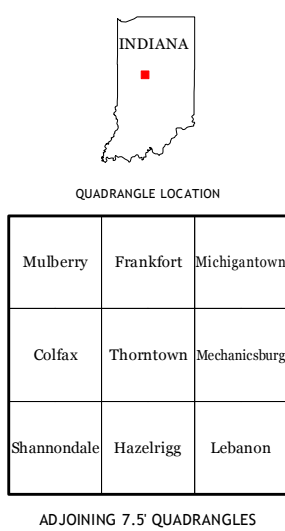 INDIANA
QUADRANGLE LOCATION
Mulberry Frankfort Michigantown
Colfax Thorntown Mechanicsburg
Shannondale Hazelrigg Lebanon
ADJOINING 7.5' QUADRANGLES